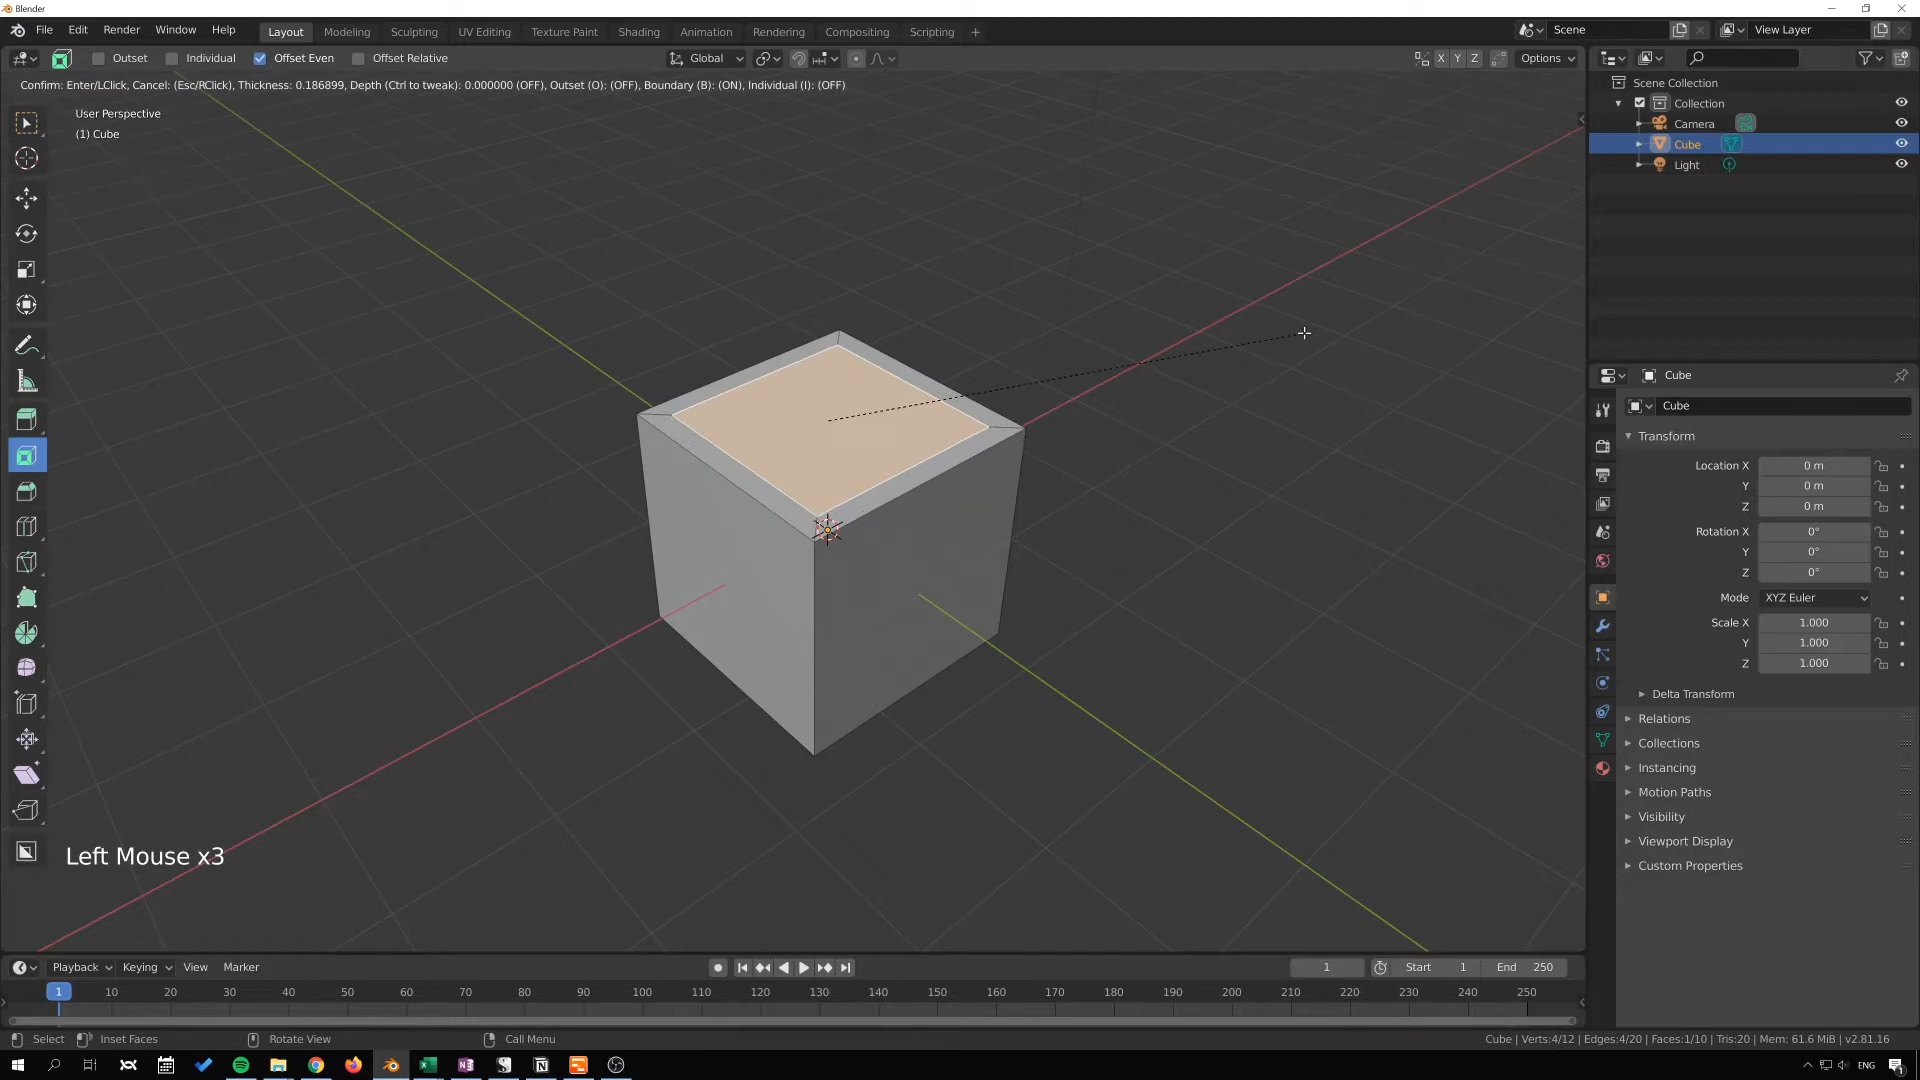 Blender
File Edit Render Window Help Layout Modeling Sculpting UV Editing Texture Paint Shading Animation Rendering Compositing Scripting + Scene View Layer
Outset Individual Offset Even Offset Relative Global X Y Z Options
Confirm: Enter/LClick, Cancel: (Esc/RClick), Thickness: 0.186899, Depth (Ctrl to tweak): 0.000000 (OFF), Outset (O): (OFF), Boundary (B): (ON), Individual (I): (OFF)
User Perspective
(1) Cube
Left Mouse x3
Scene Collection
Collection
Camera
Cube
Light
Cube
Cube
Transform
Location X 0 m
Y 0 m
Z 0 m
Rotation X 0°
Y 0°
Z 0°
Mode XYZ Euler
Scale X 1.000
Y 1.000
Z 1.000
Delta Transform
Relations
Collections
Instancing
Motion Paths
Visibility
Viewport Display
Custom Properties
Playback Keying View Marker 1 Start 1 End 250
1 10 20 30 40 50 60 70 80 90 100 110 120 130 140 150 160 170 180 190 200 210 220 230 240 250
Select Inset Faces Rotate View Call Menu Cube | Verts:4/12 | Edges:4/20 | Faces:1/10 | Tris:20 | Mem: 61.6 MiB | v2.81.16
ENG